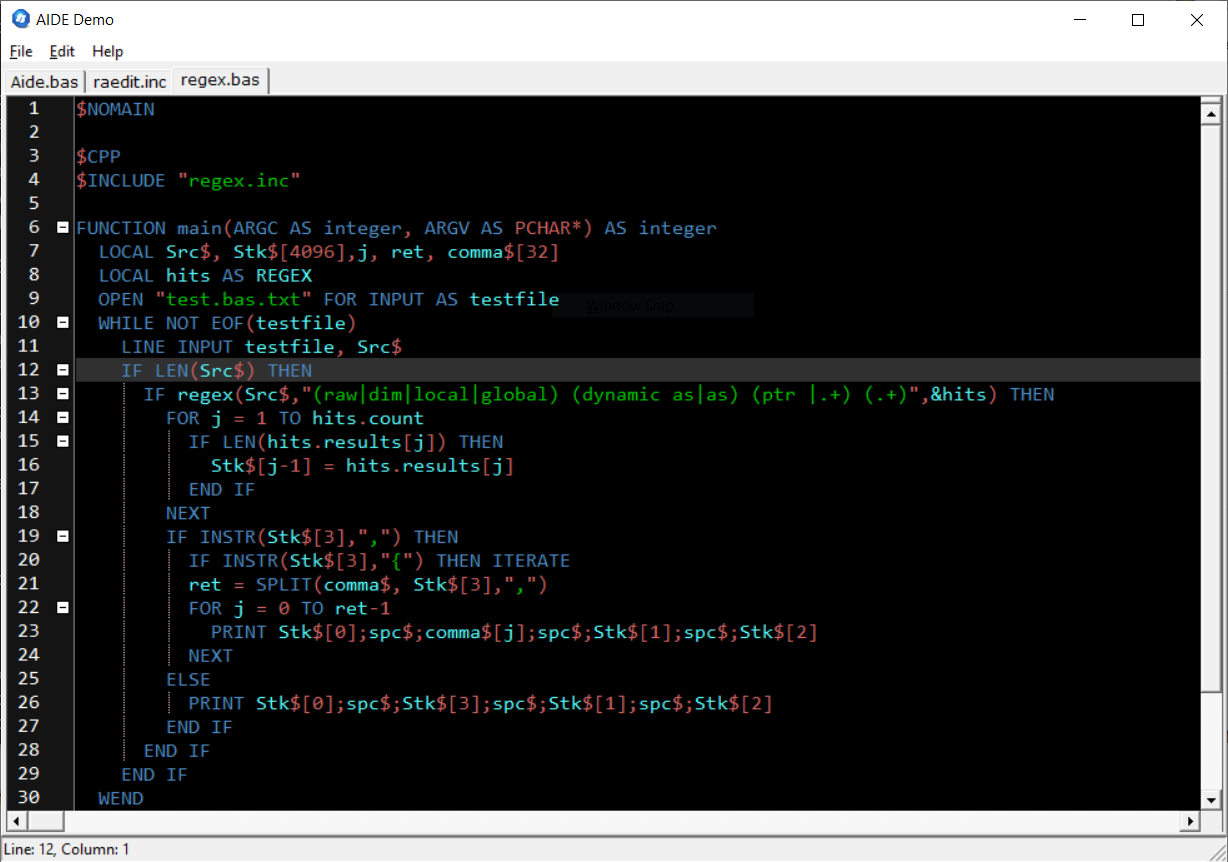 AIDE Demo
File Edit Help
Aide.bas raedit.inc regex.bas
1 $NOMAIN
2
3 $CPP
4 $INCLUDE "regex.inc"
5
6 FUNCTION main(ARGC AS integer, ARGV AS PCHAR*) AS integer
7 LOCAL Src$, Stk$[4096],j, ret, comma$[32]
8 LOCAL hits AS REGEX
9 OPEN "test.bas.txt" FOR INPUT AS testfile
Window Snip
10 WHILE NOT EOF(testfile)
11 LINE INPUT testfile, Src$
12 IF LEN(Src$) THEN
13 IF regex(Src$,"(raw|dim|local|global) (dynamic as|as) (ptr |.+) (.+)",&hits) THEN
14 FOR j = 1 TO hits.count
15 IF LEN(hits.results[j]) THEN
16 Stk$[j-1] = hits.results[j]
17 END IF
18 NEXT
19 IF INSTR(Stk$[3],",") THEN
20 IF INSTR(Stk$[3],"{") THEN ITERATE
21 ret = SPLIT(comma$, Stk$[3],",")
22 FOR j = 0 TO ret-1
23 PRINT Stk$[0];spc$;comma$[j];spc$;Stk$[1];spc$;Stk$[2]
24 NEXT
25 ELSE
26 PRINT Stk$[0];spc$;Stk$[3];spc$;Stk$[1];spc$;Stk$[2]
27 END IF
28 END IF
29 END IF
30 WEND
Line: 12, Column: 1